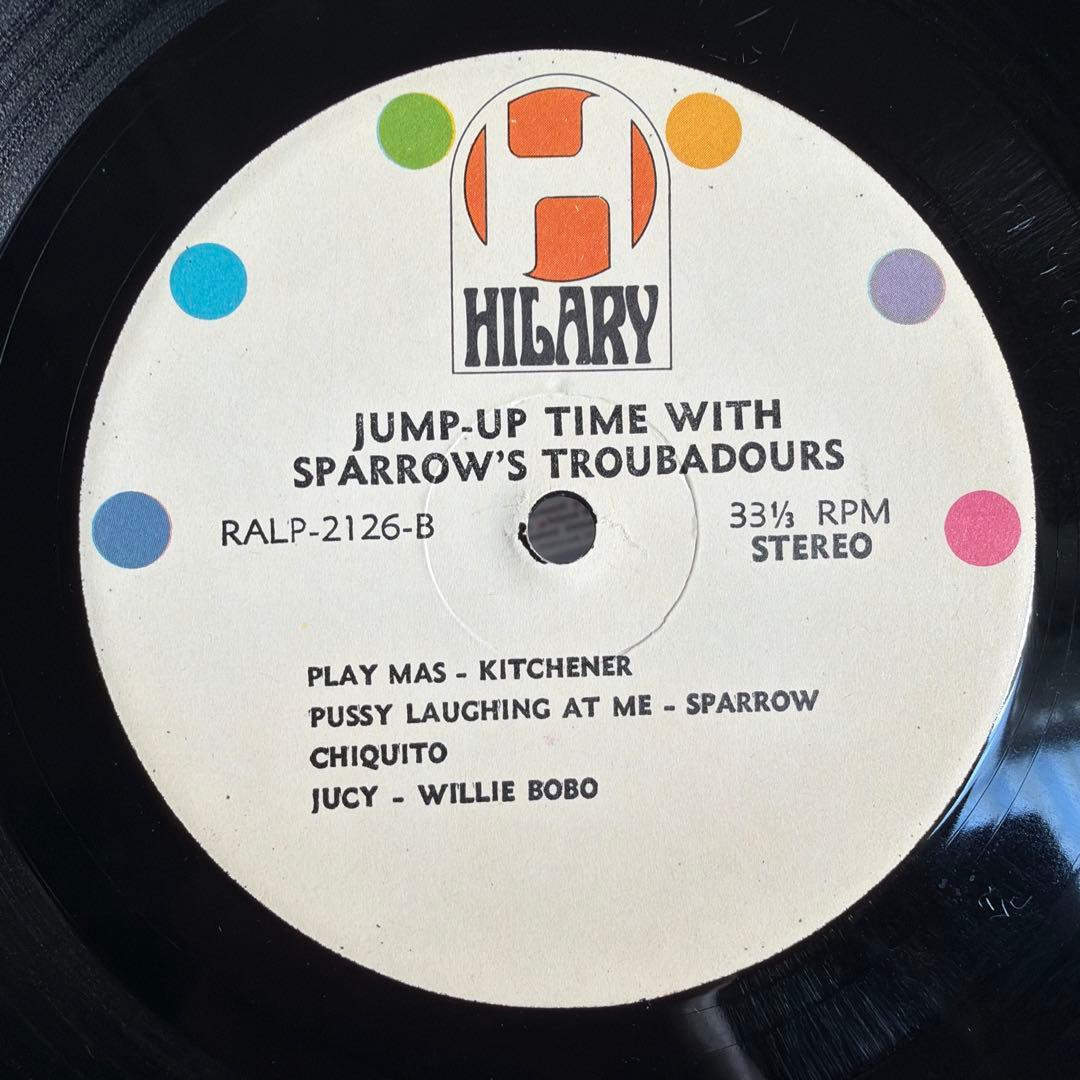 HILARY
JUMP-UP TIME WITH
SPARROW'S TROUBADOURS
RALP-2126-B
33⅓ RPM
STEREO
PLAY MAS - KITCHENER
PUSSY LAUGHING AT ME - SPARROW
CHIQUITO
JUCY - WILLIE BOBO